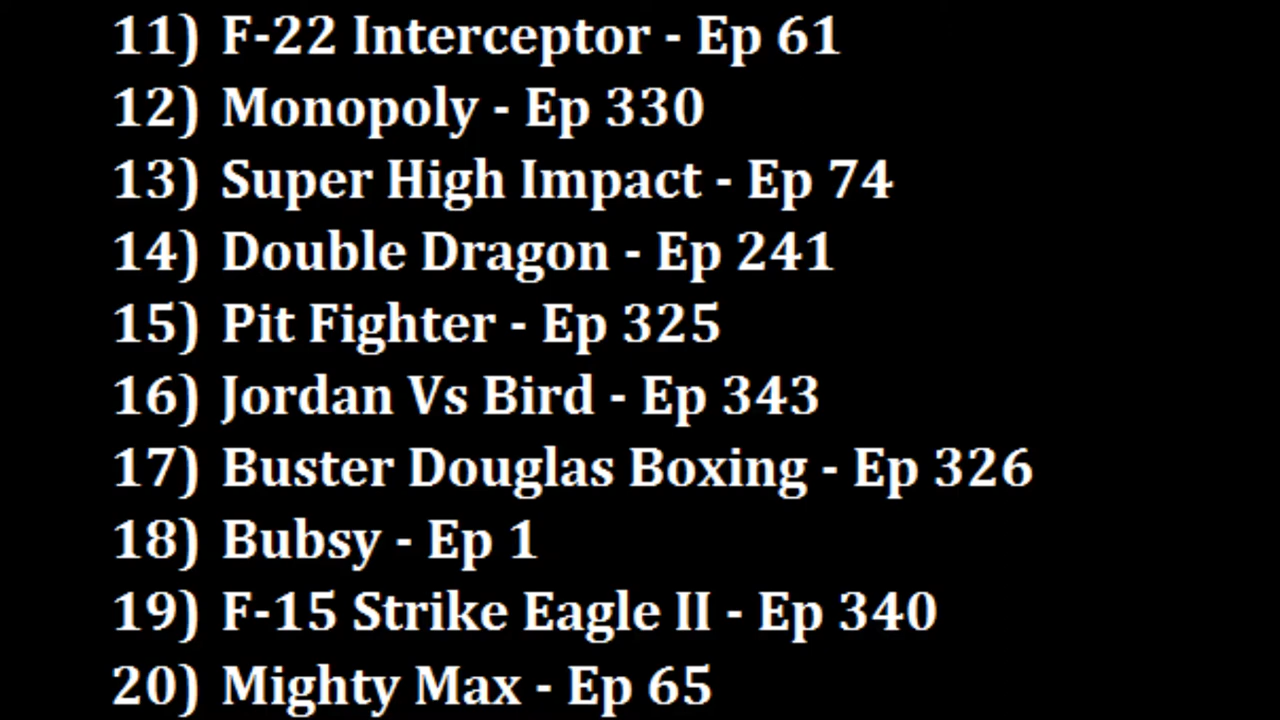 11) F-22 Interceptor - Ep 61
12) Monopoly - Ep 330
13) Super High Impact - Ep 74
14) Double Dragon - Ep 241
15) Pit Fighter - Ep 325
16) Jordan Vs Bird - Ep 343
17) Buster Douglas Boxing - Ep 326
18) Bubsy - Ep 1
19) F-15 Strike Eagle II - Ep 340
20) Mighty Max - Ep 65